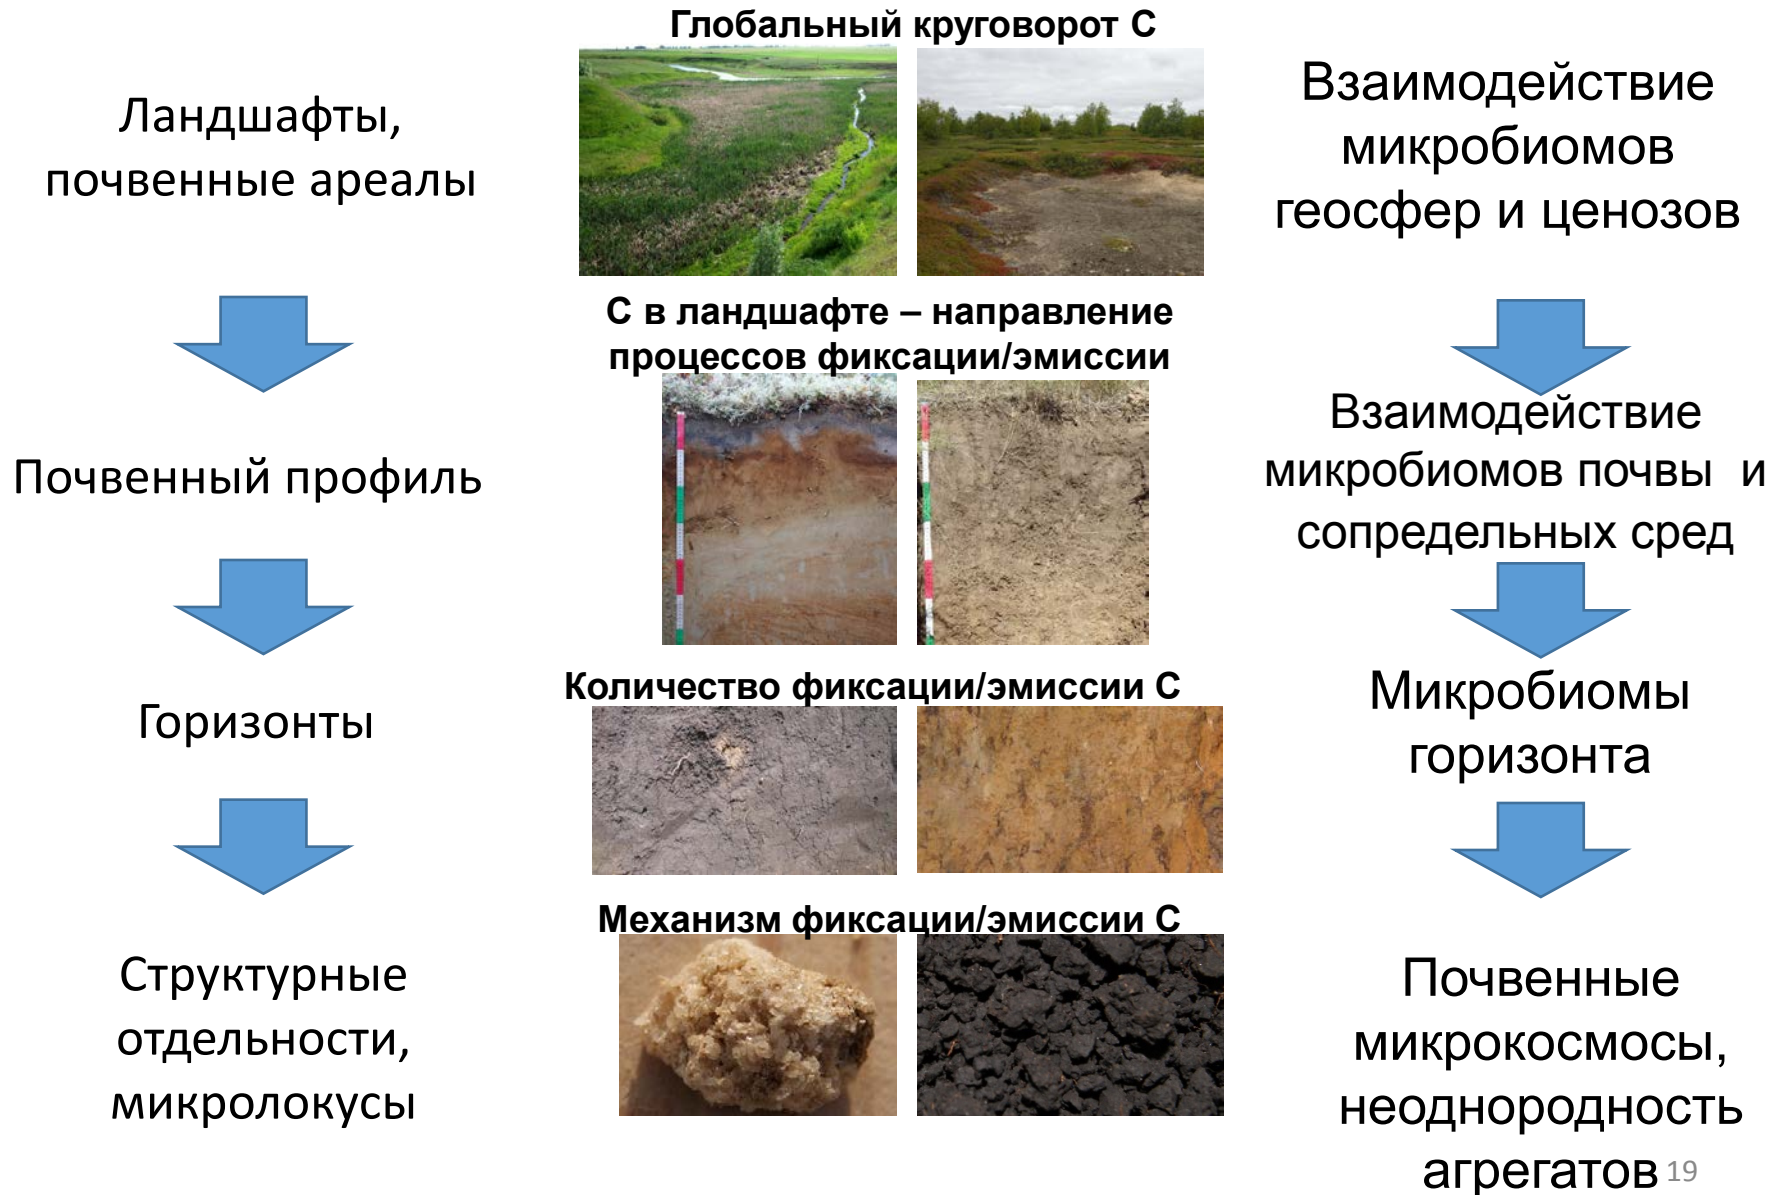 Глобальный круговорот С
Ландшафты,
почвенные ареалы
Взаимодействие
микробиомов
геосфер и ценозов
С в ландшафте – направление
процессов фиксации/эмиссии
Почвенный профиль
Взаимодействие
микробиомов почвы и
сопредельных сред
Количество фиксации/эмиссии С
Горизонты
Микробиомы
горизонта
Механизм фиксации/эмиссии С
Структурные
отдельности,
микролокусы
Почвенные
микрокосмосы,
неоднородность
агрегатов
19